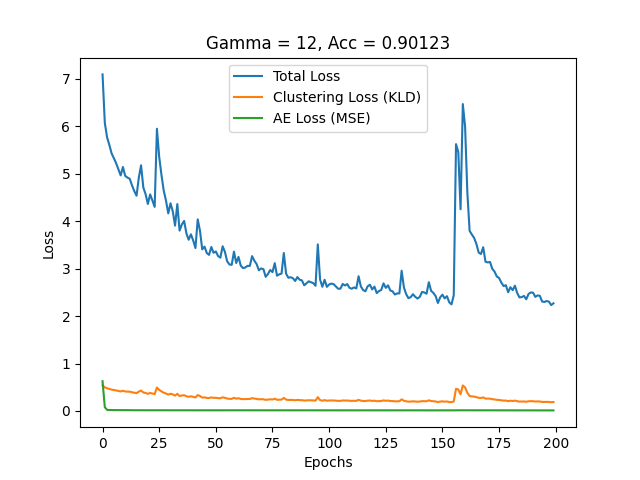 Gamma = 12, Acc = 0.90123
Total Loss
Clustering Loss (KLD)
AE Loss (MSE)
Loss
7
6
5
4
3
2
1
0
0 25 50 75 100 125 150 175 200
Epochs